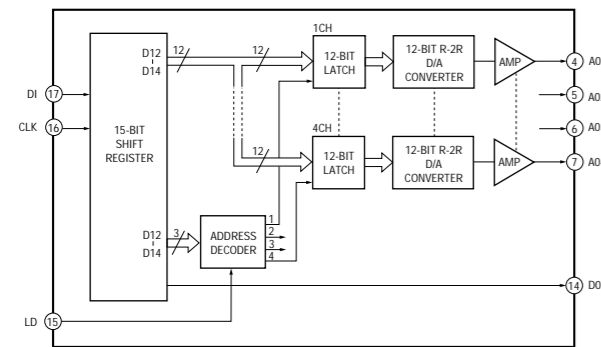 1CH
D12
D14
12
12
12-BIT
LATCH
12-BIT R-2R
D/A
CONVERTER
AMP
4
A0
DI
17
5
A0
CLK
16
15-BIT
SHIFT
REGISTER
6
A0
4CH
12
12-BIT
LATCH
12-BIT R-2R
D/A
CONVERTER
AMP
7
A0
D12
D14
3
ADDRESS
DECODER
1
2
3
4
14
D0
LD
15